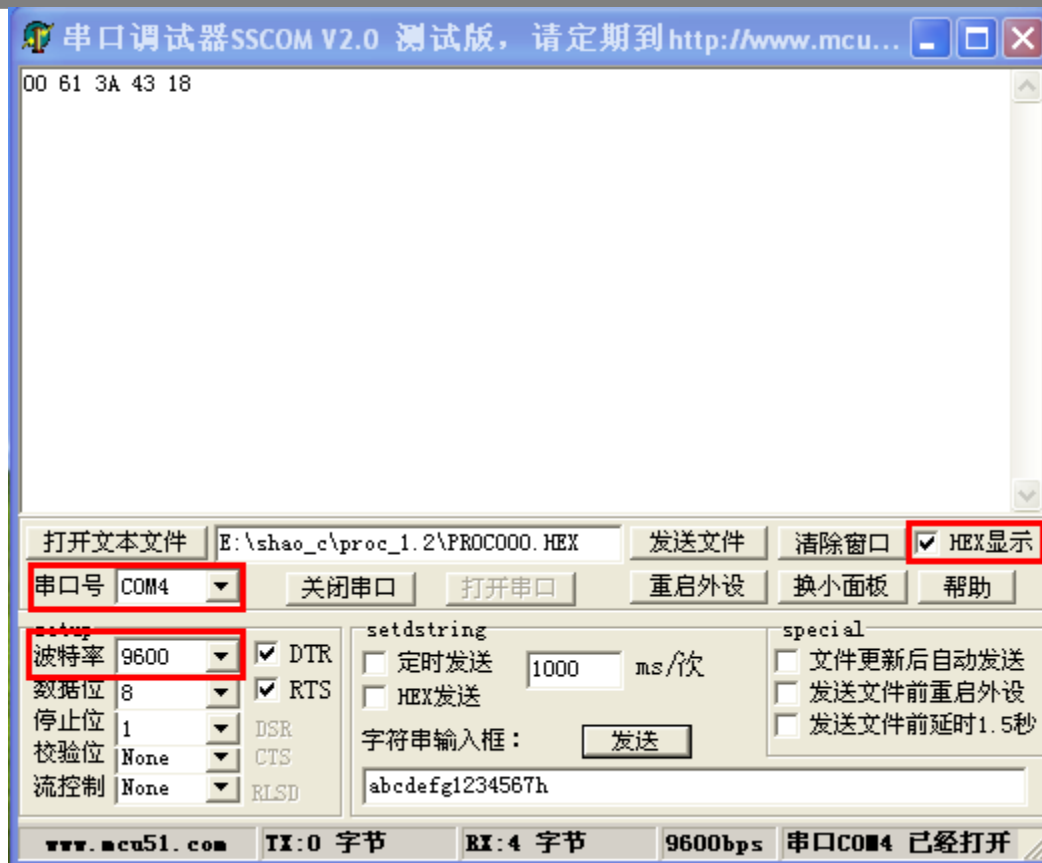 串口调试器SSCOM V2.0 测试版，请定期到http://www.mcu...
00 61 3A 43 18
打开文本文件 E:\shao_c\proc_1.2\PROC000.HEX 发送文件 清除窗口 HEX显示
串口号 COM4 关闭串口 打开串口 重启外设 换小面板 帮助
setup setdstring special
波特率 9600 DTR 定时发送 1000 ms/次 文件更新后自动发送
数据位 8 RTS HEX发送 发送文件前重启外设
停止位 1 DSR 字符串输入框： 发送 发送文件前延时1.5秒
校验位 None CTS
流控制 None RLSD abcdefg1234567h
www.mcu51.com TX:0 字节 RX:4 字节 9600bps 串口COM4 已经打开